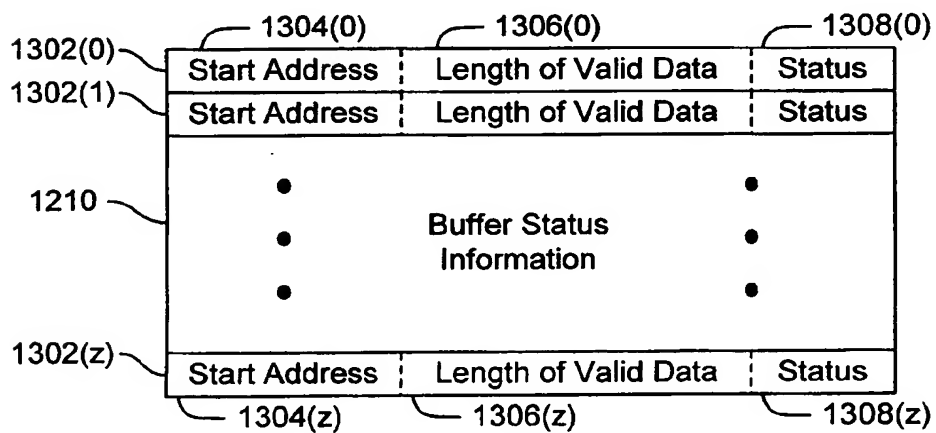 1304(0) 1306(0) 1308(0)
1302(0) Start Address Length of Valid Data Status
1302(1) Start Address Length of Valid Data Status
1210
Buffer Status
Information
1302(z) Start Address Length of Valid Data Status
1304(z) 1306(z) 1308(z)